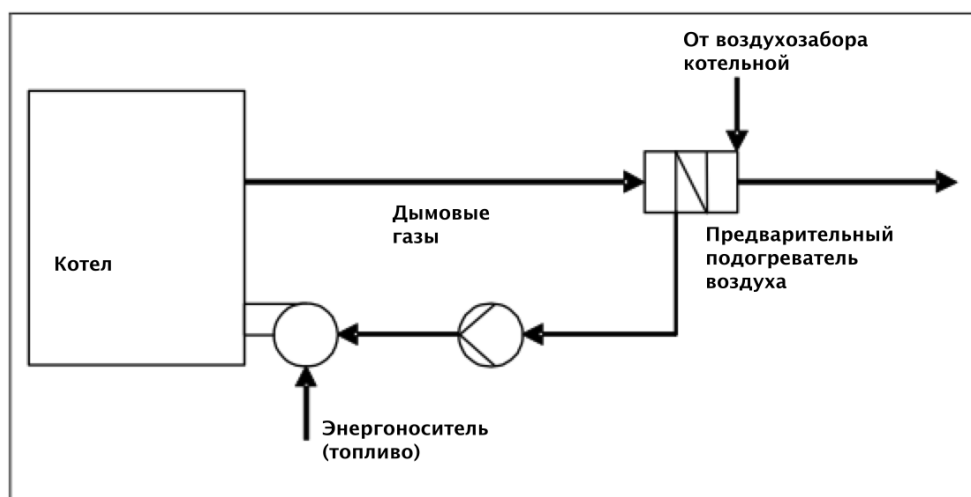 От воздухозабора
котельной
Дымовые
газы
Предварительный
подогреватель
воздуха
Котел
Энергоноситель
(топливо)